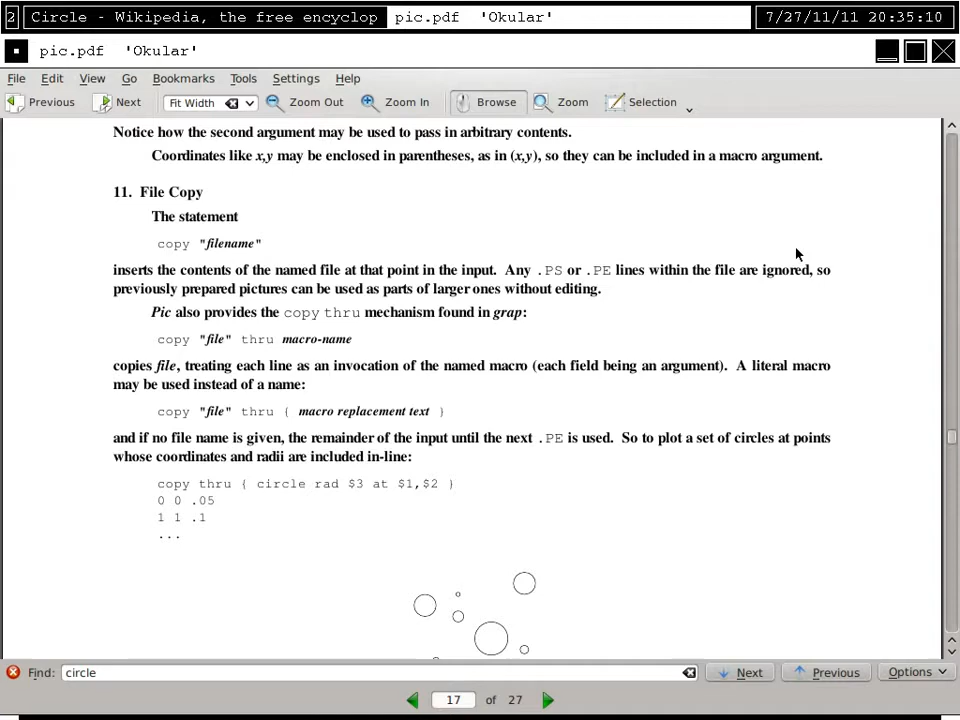 2 Circle - Wikipedia, the free encyclop pic.pdf 'Okular' 7/27/11/11 20:35:10
pic.pdf 'Okular'
File Edit View Go Bookmarks Tools Settings Help
Previous Next Fit Width Zoom Out Zoom In Browse Zoom Selection
Notice how the second argument may be used to pass in arbitrary contents.
Coordinates like x,y may be enclosed in parentheses, as in (x,y), so they can be included in a macro argument.
11. File Copy
The statement
copy "filename"
inserts the contents of the named file at that point in the input. Any .PS or .PE lines within the file are ignored, so
previously prepared pictures can be used as parts of larger ones without editing.
Pic also provides the copy thru mechanism found in grap:
copy "file" thru macro-name
copies file, treating each line as an invocation of the named macro (each field being an argument). A literal macro
may be used instead of a name:
copy "file" thru { macro replacement text }
and if no file name is given, the remainder of the input until the next .PE is used. So to plot a set of circles at points
whose coordinates and radii are included in-line:
copy thru { circle rad $3 at $1,$2 }
0 0 .05
1 1 .1
...
Find: circle Next Previous Options
17 of 27